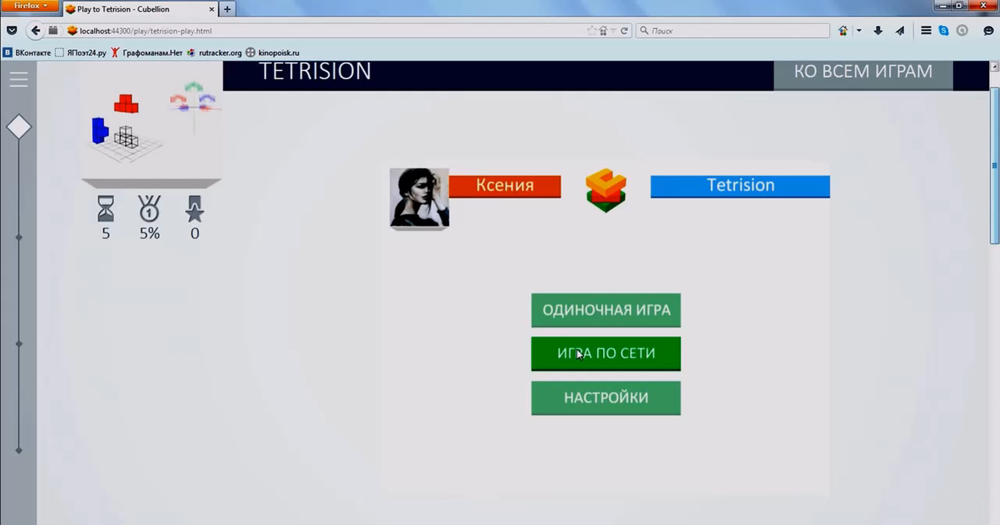 Firefox
Play to Tetrision - Cubellion
localhost:44300/play/tetrision-play.html
Поиск
ВКонтакте
ЯПоэт24.ру
Графоманам.Нет
rutracker.org
kinopoisk.ru
TETRISION
КО ВСЕМ ИГРАМ
Ксения
Tetrision
1
5
5%
0
ОДИНОЧНАЯ ИГРА
ИГРА ПО СЕТИ
НАСТРОЙКИ